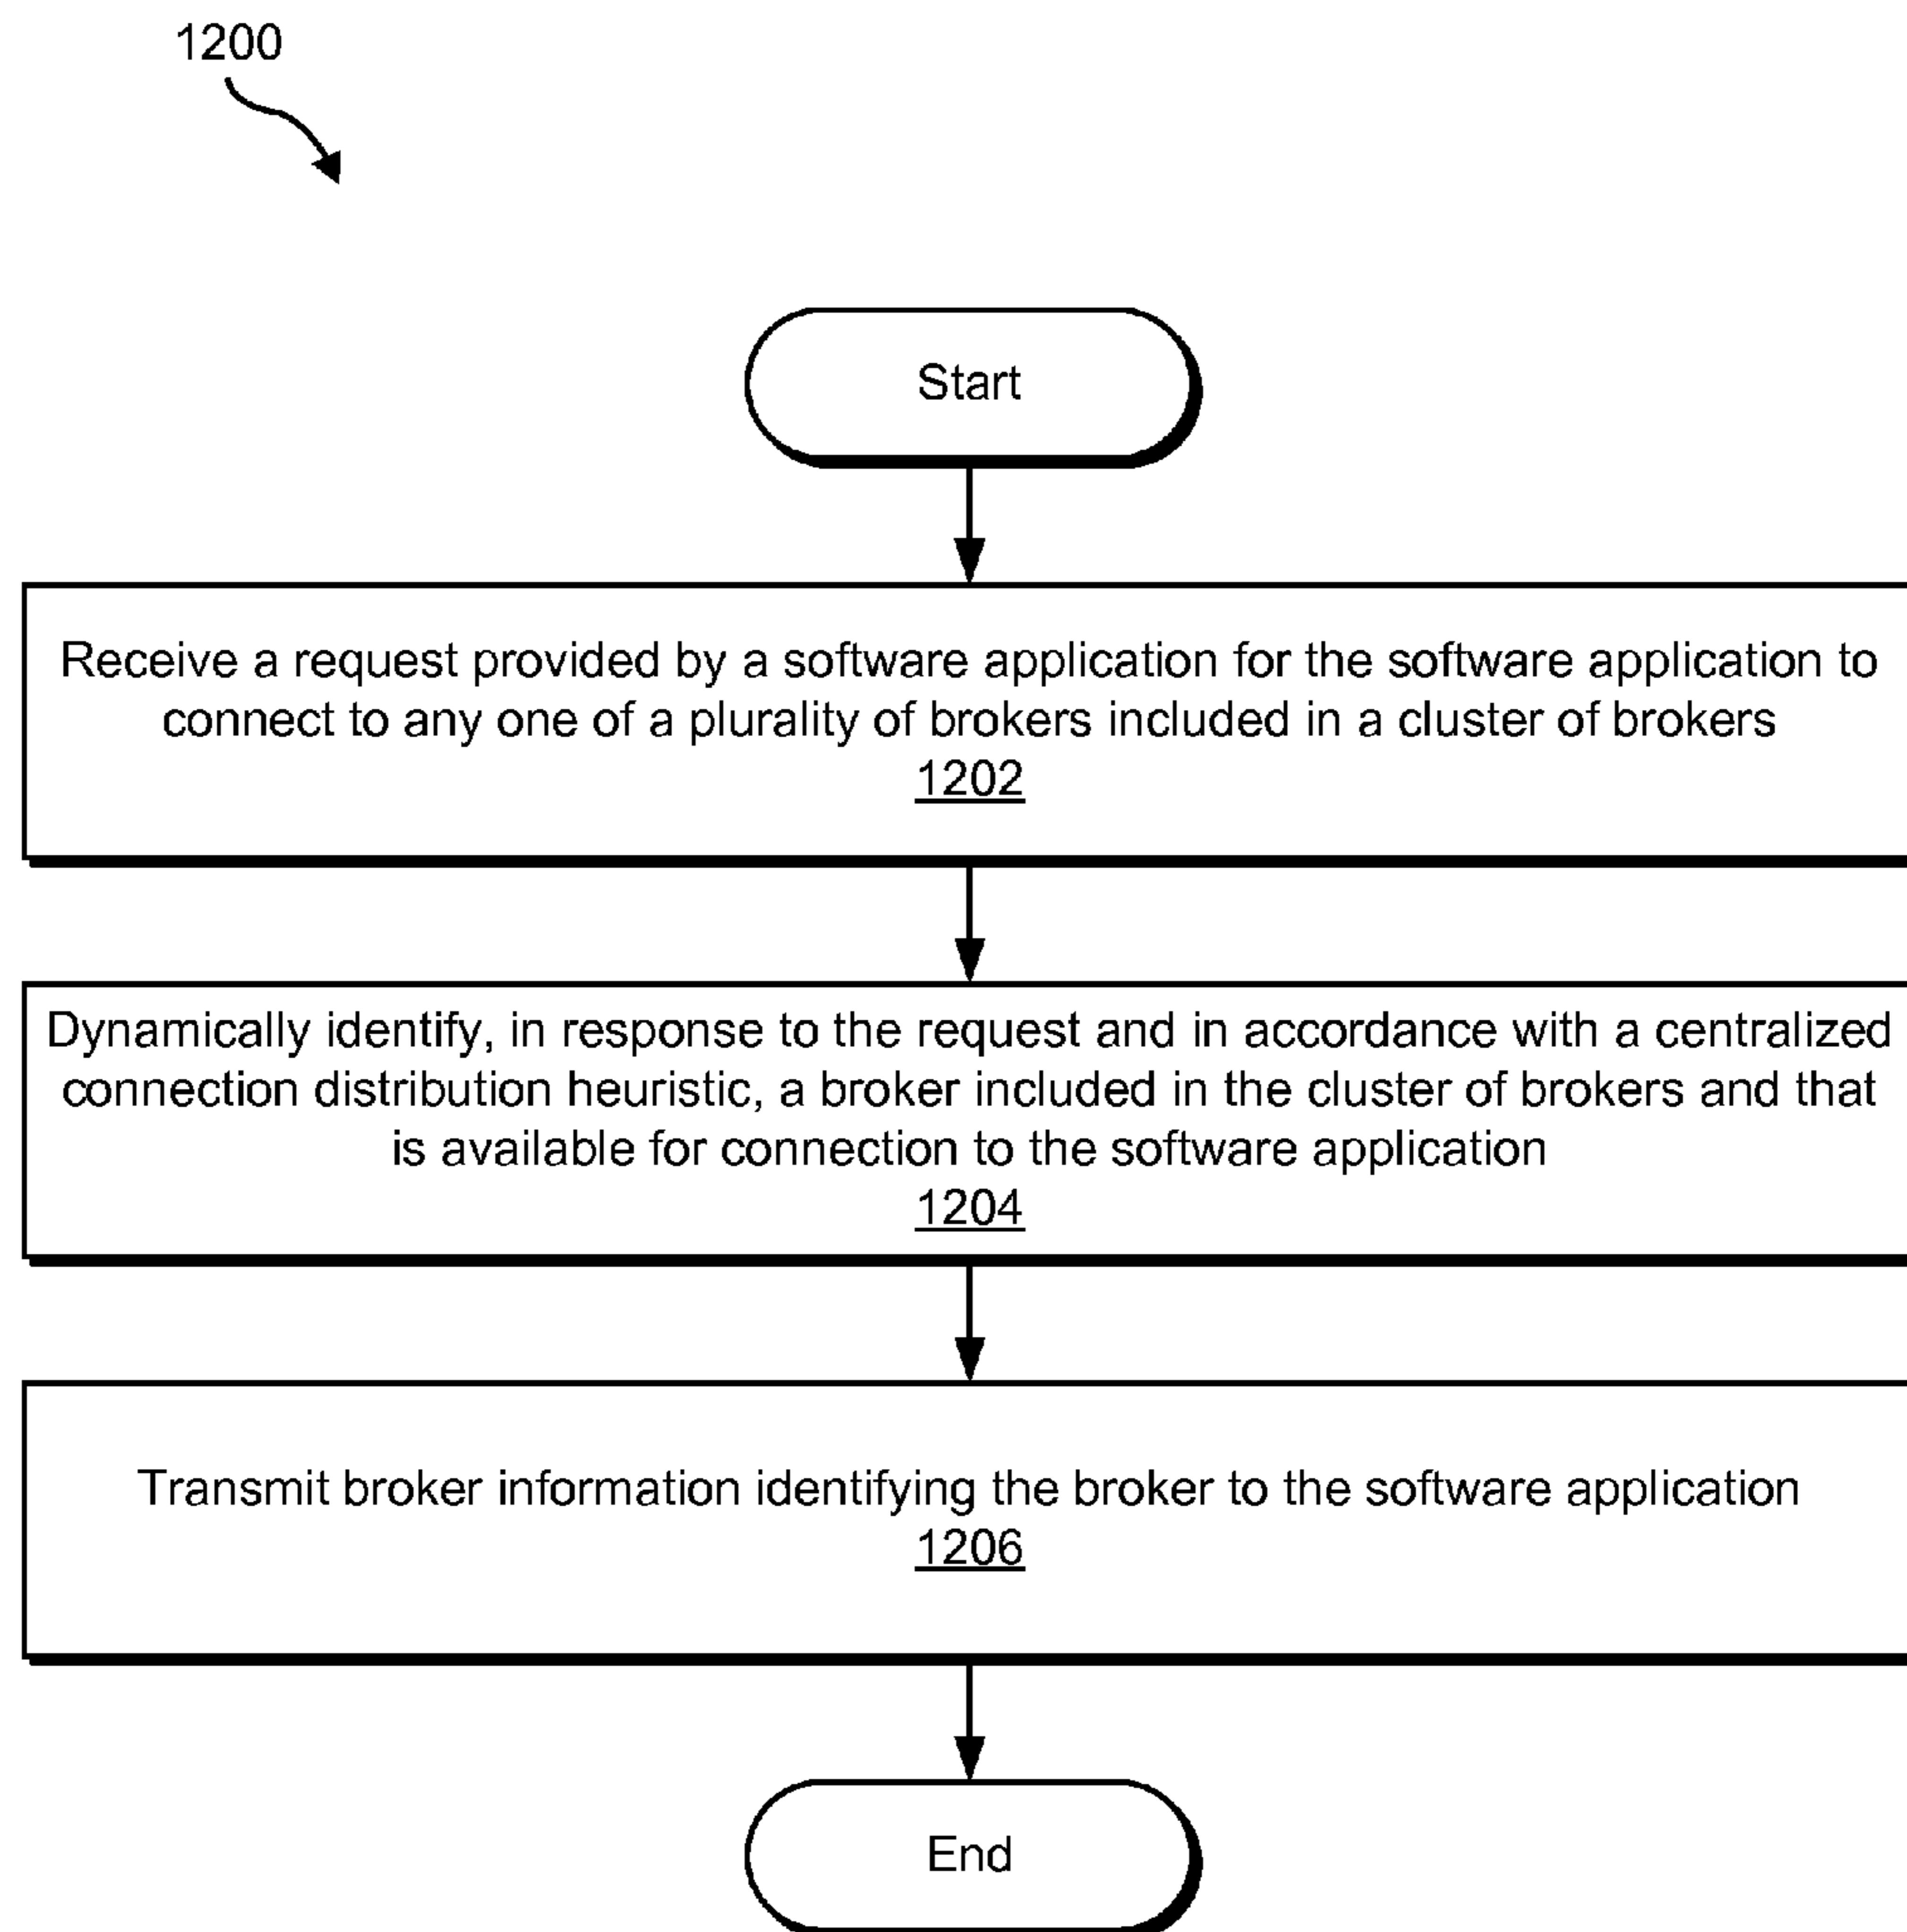 1200
Start
Receive a request provided by a software application for the software application to
connect to any one of a plurality of brokers included in a cluster of brokers
1202
Dynamically identify, in response to the request and in accordance with a centralized
connection distribution heuristic, a broker included in the cluster of brokers and that
is available for connection to the software application
1204
Transmit broker information identifying the broker to the software application
1206
End